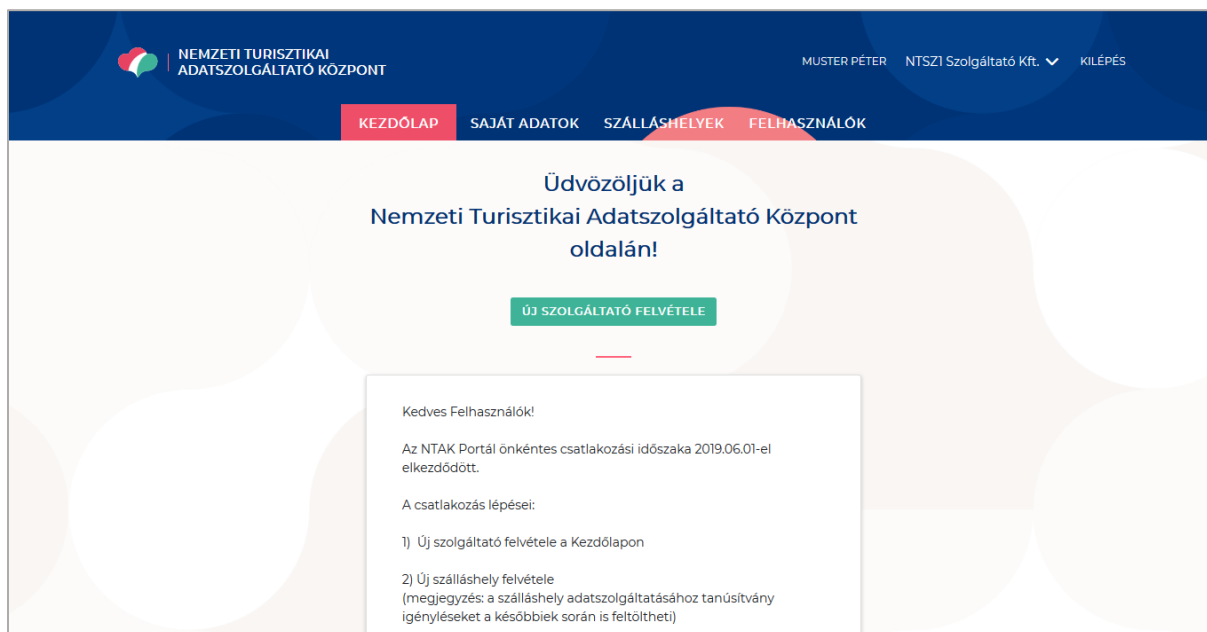 NEMZETI TURISZTIKAI
ADATSZOLGÁLTATÓ KÖZPONT
MUSTER PÉTER NTSZ1 Szolgáltató Kft. KILÉPÉS
KEZDŐLAP SAJÁT ADATOK SZÁLLÁSHELYEK FELHASZNÁLÓK
Üdvözöljük a
Nemzeti Turisztikai Adatszolgáltató Központ
oldalán!
ÚJ SZOLGÁLTATÓ FELVÉTELE
Kedves Felhasználók!
Az NTAK Portál önkéntes csatlakozási időszaka 2019.06.01-el
elkezdődött.
A csatlakozás lépései:
1) Új szolgáltató felvétele a Kezdőlapon
2) Új szálláshely felvétele
(megjegyzés: a szálláshely adatszolgáltatásához tanúsítvány
igényléseket a későbbiek során is feltöltheti)